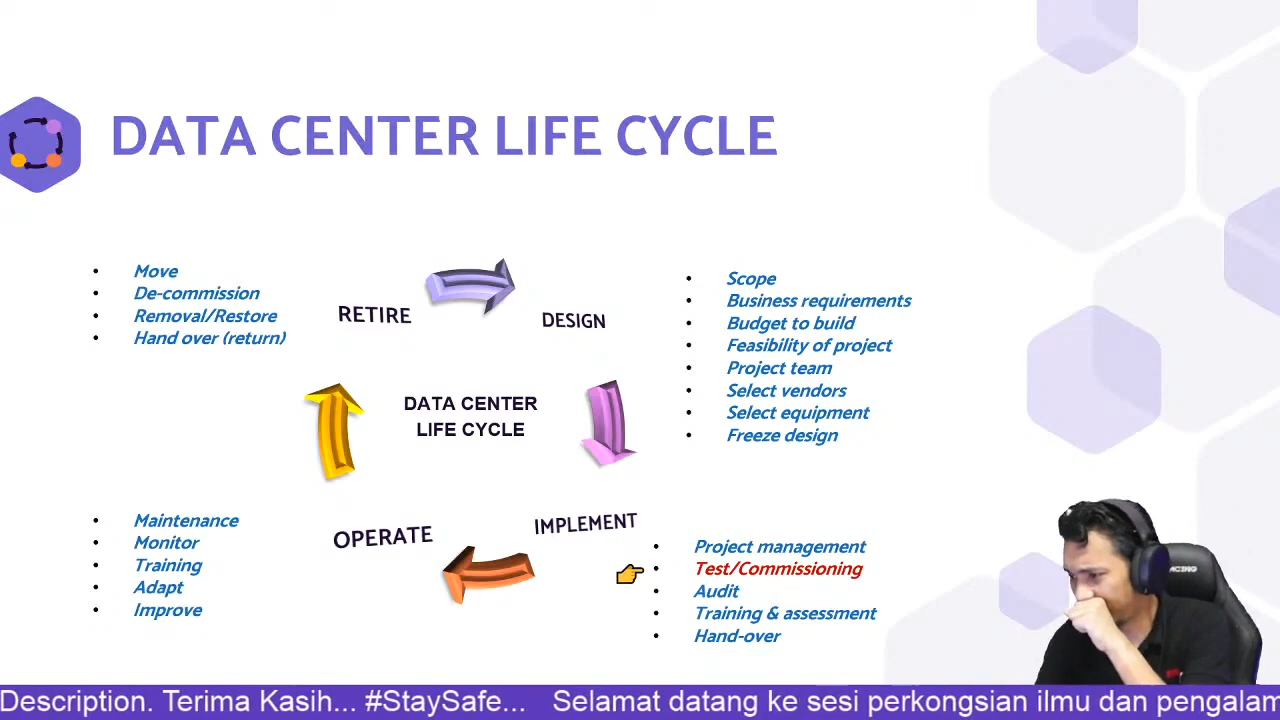 DATA CENTER LIFE CYCLE
Move
De-commission
Removal/Restore
Hand over (return)
RETIRE
DESIGN
Scope
Business requirements
Budget to build
Feasibility of project
Project team
Select vendors
Select equipment
Freeze design
DATA CENTER
LIFE CYCLE
Maintenance
Monitor
Training
Adapt
Improve
OPERATE
IMPLEMENT
Project management
Test/Commissioning
Audit
Training & assessment
Hand-over
Description. Terima Kasih... #StaySafe... Selamat datang ke sesi perkongsian ilmu dan pengalam